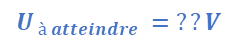 U à atteindre = ??V